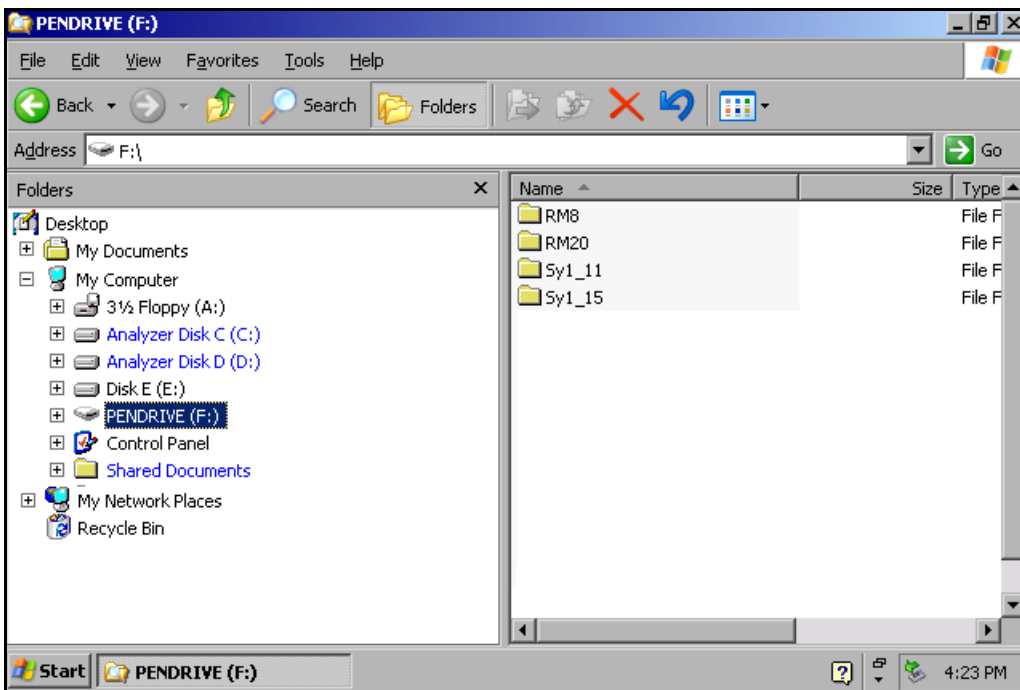 PENDRIVE (F:)
File Edit View Favorites Tools Help
Back Search Folders
Address F:\ Go
Folders
Name Size Type
Desktop
My Documents
My Computer
3½ Floppy (A:)
Analyzer Disk C (C:)
Analyzer Disk D (D:)
Disk E (E:)
PENDRIVE (F:)
Control Panel
Shared Documents
My Network Places
Recycle Bin
RM8 File F
RM20 File F
Sy1_11 File F
Sy1_15 File F
Start PENDRIVE (F:) 4:23 PM